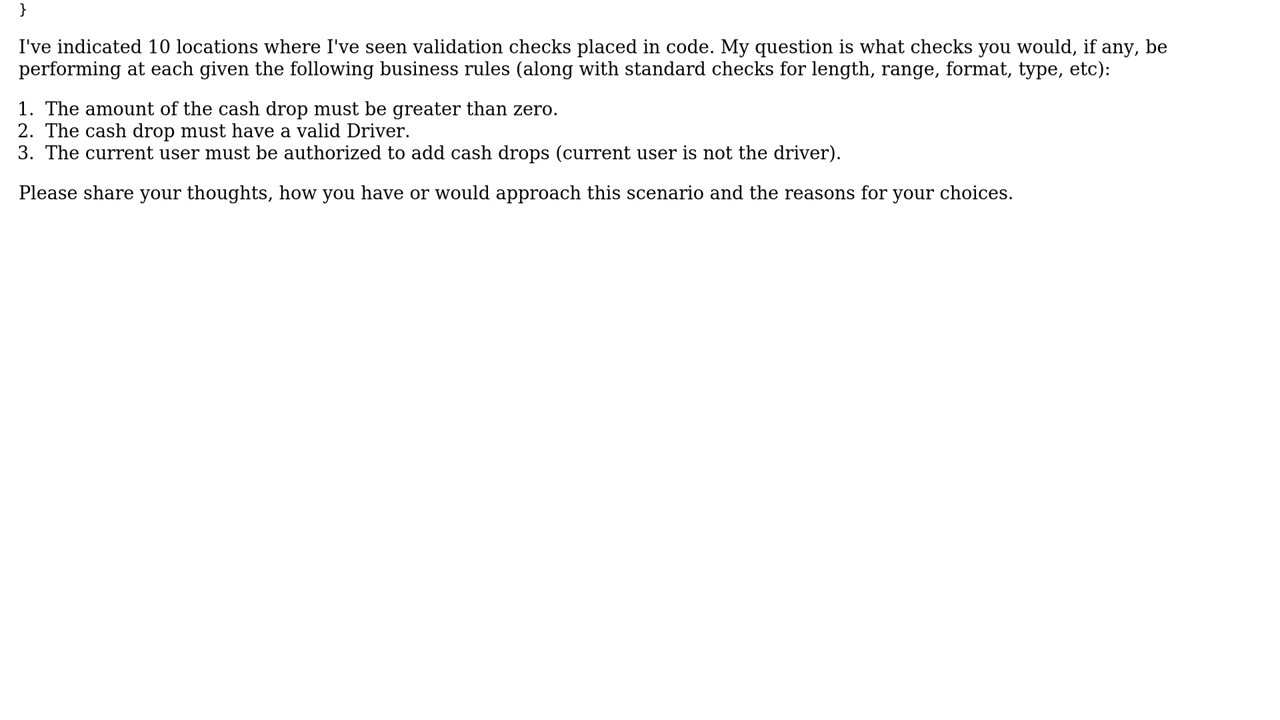 }
I've indicated 10 locations where I've seen validation checks placed in code. My question is what checks you would, if any, be
performing at each given the following business rules (along with standard checks for length, range, format, type, etc):
1. The amount of the cash drop must be greater than zero.
2. The cash drop must have a valid Driver.
3. The current user must be authorized to add cash drops (current user is not the driver).
Please share your thoughts, how you have or would approach this scenario and the reasons for your choices.